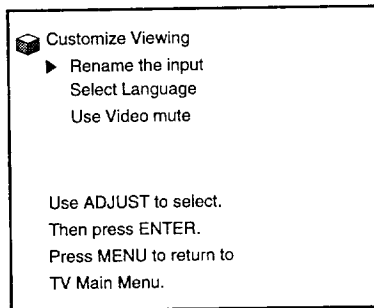 Customize Viewing
Rename the input
Select Language
Use Video mute
Use ADJUST to select.
Then press ENTER.
Press MENU to return to
TV Main Menu.